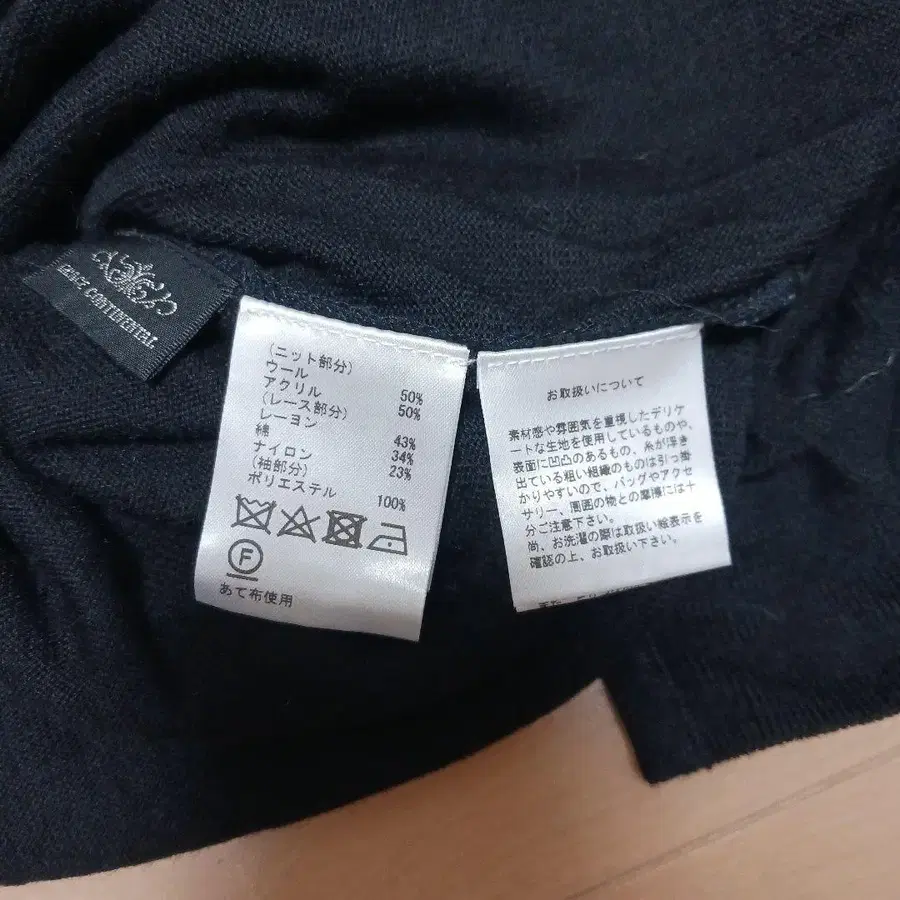 GRACE CONTINENTAL
(ニット部分)
ウール 50%
アクリル 50%
(レース部分)
レーヨン 43%
綿 34%
ナイロン 23%
(袖部分)
ポリエステル 100%
F
あて布使用
お取扱いについて
素材感や雰囲気を重視したデリケ
ートな生地を使用しているものや、
表面に凹凸のあるもの、糸が浮き
出ている粗い組織のものは引っ掛
かりやすいので、バッグやアクセ
サリー、周囲の物との摩擦には十
分ご注意下さい。
尚、お洗濯の際は取扱い絵表示を
確認の上、お取扱い下さい。